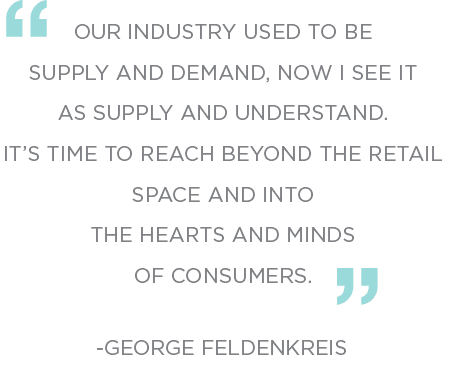 “
OUR INDUSTRY USED TO BE
SUPPLY AND DEMAND, NOW I SEE IT
AS SUPPLY AND UNDERSTAND.
IT’S TIME TO REACH BEYOND THE RETAIL
SPACE AND INTO
THE HEARTS AND MINDS
OF CONSUMERS.
”
-GEORGE FELDENKREIS